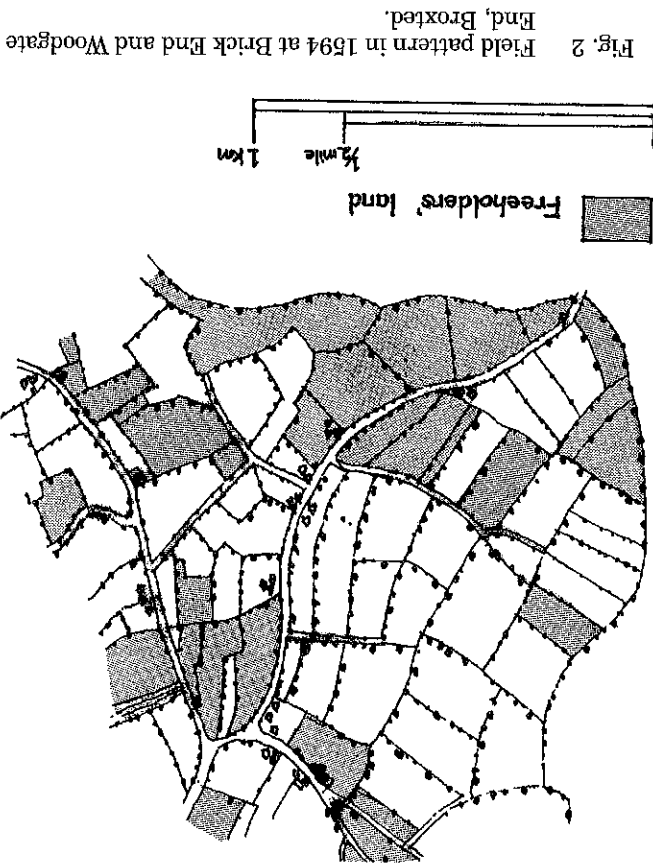 Freeholders' land
½ mile
1 km
Fig. 2 Field pattern in 1594 at Brick End and Woodgate
End, Broxted.